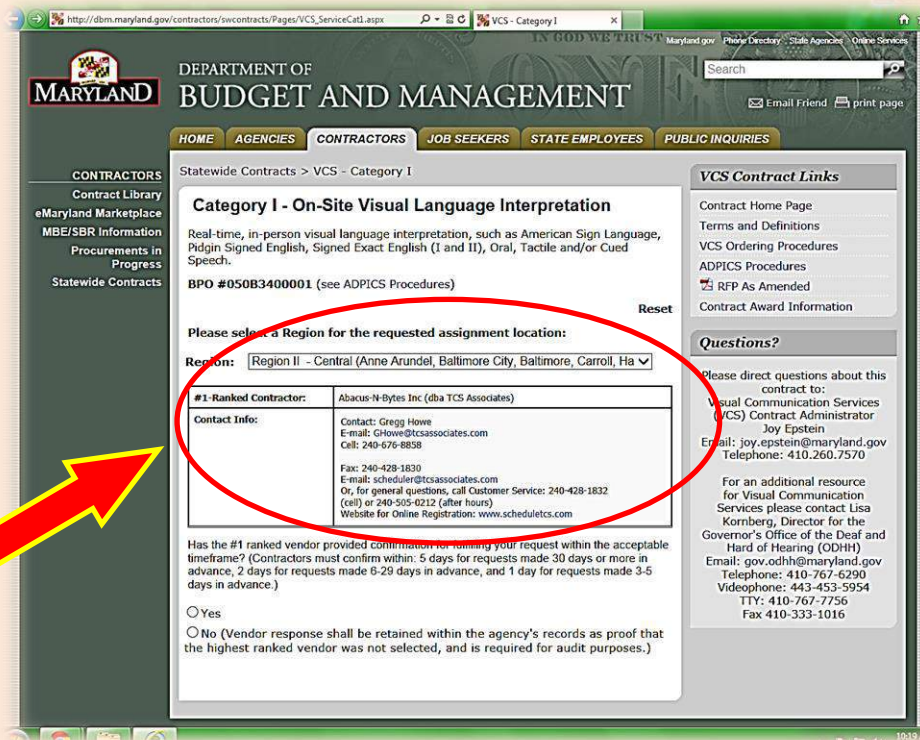 http://dbm.maryland.gov/contractors/swcontracts/Pages/VCS_ServiceCat1.aspx
VCS - Category I
IN GOD WE TRUST
Maryland.gov Phone Directory State Agencies Online Services
MARYLAND
DEPARTMENT OF
BUDGET AND MANAGEMENT
Search
Email Friend print page
HOME AGENCIES CONTRACTORS JOB SEEKERS STATE EMPLOYEES PUBLIC INQUIRIES
CONTRACTORS
Contract Library
eMaryland Marketplace
MBE/SBR Information
Procurements in
Progress
Statewide Contracts
Statewide Contracts > VCS - Category I
Category I - On-Site Visual Language Interpretation
Real-time, in-person visual language interpretation, such as American Sign Language,
Pidgin Signed English, Signed Exact English (I and II), Oral, Tactile and/or Cued
Speech.
BPO #050B3400001 (see ADPICS Procedures)
Reset
Please select a Region for the requested assignment location:
Region: Region II - Central (Anne Arundel, Baltimore City, Baltimore, Carroll, Ha
#1-Ranked Contractor: Abacus-N-Bytes Inc (dba TCS Associates)
Contact Info: Contact: Gregg Howe
E-mail: GHowe@tcsassociates.com
Cell: 240-676-8858
Fax: 240-428-1830
E-mail: scheduler@tcsassociates.com
Or, for general questions, call Customer Service: 240-428-1832
(cell) or 240-505-0212 (after hours)
Website for Online Registration: www.scheduletcs.com
Has the #1 ranked vendor provided confirmation for fulfilling your request within the acceptable
timeframe? (Contractors must confirm within: 5 days for requests made 30 days or more in
advance, 2 days for requests made 6-29 days in advance, and 1 day for requests made 3-5
days in advance.)
Yes
No (Vendor response shall be retained within the agency's records as proof that
the highest ranked vendor was not selected, and is required for audit purposes.)
VCS Contract Links
Contract Home Page
Terms and Definitions
VCS Ordering Procedures
ADPICS Procedures
RFP As Amended
Contract Award Information
Questions?
Please direct questions about this
contract to:
Visual Communication Services
(VCS) Contract Administrator
Joy Epstein
Email: joy.epstein@maryland.gov
Telephone: 410.260.7570
For an additional resource
for Visual Communication
Services please contact Lisa
Kornberg, Director for the
Governor's Office of the Deaf and
Hard of Hearing (ODHH)
Email: gov.odhh@maryland.gov
Telephone: 410-767-6290
Videophone: 443-453-5954
TTY: 410-767-7756
Fax 410-333-1016
10:19